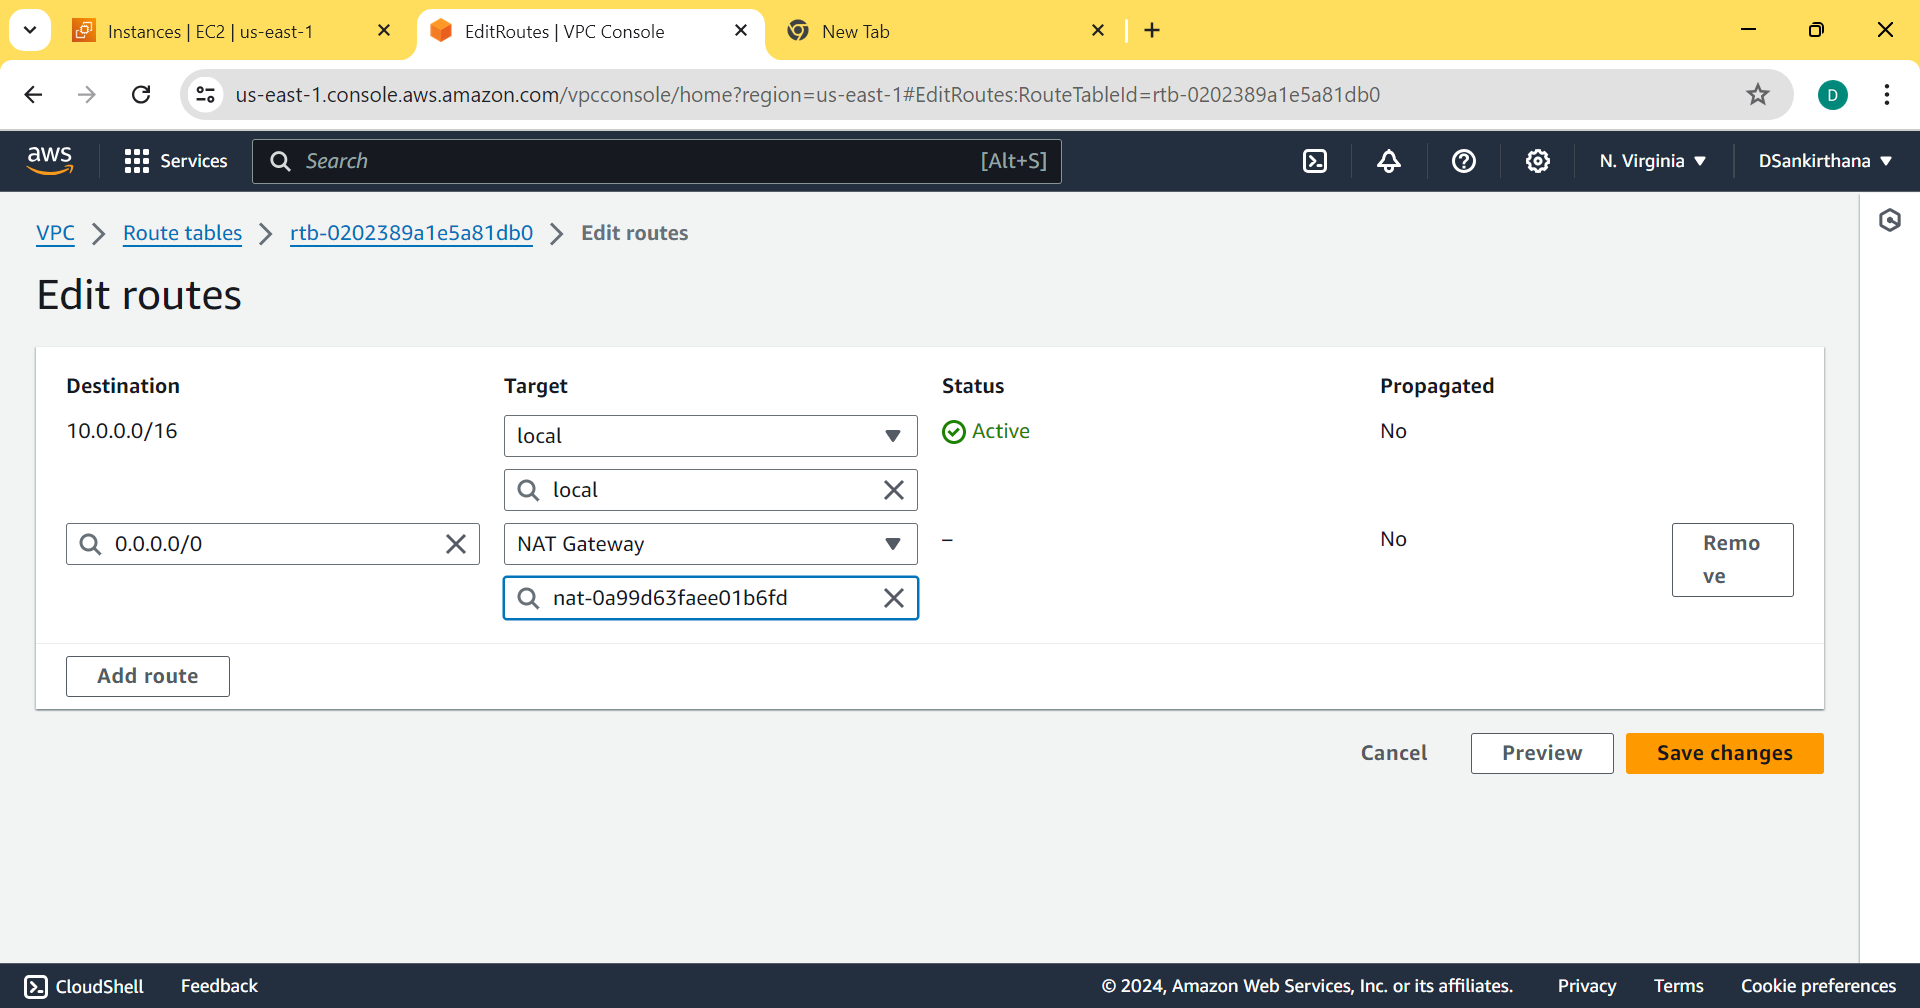 Instances | EC2 | us-east-1
EditRoutes | VPC Console
New Tab
us-east-1.console.aws.amazon.com/vpcconsole/home?region=us-east-1#EditRoutes:RouteTableId=rtb-0202389a1e5a81db0
D
aws
Services
Search
[Alt+S]
N. Virginia
DSankirthana
VPC
Route tables
rtb-0202389a1e5a81db0
Edit routes
Edit routes
Destination
Target
Status
Propagated
10.0.0.0/16
local
Active
No
local
0.0.0.0/0
NAT Gateway
–
No
Remo
ve
nat-0a99d63faee01b6fd
Add route
Cancel
Preview
Save changes
CloudShell
Feedback
© 2024, Amazon Web Services, Inc. or its affiliates.
Privacy
Terms
Cookie preferences